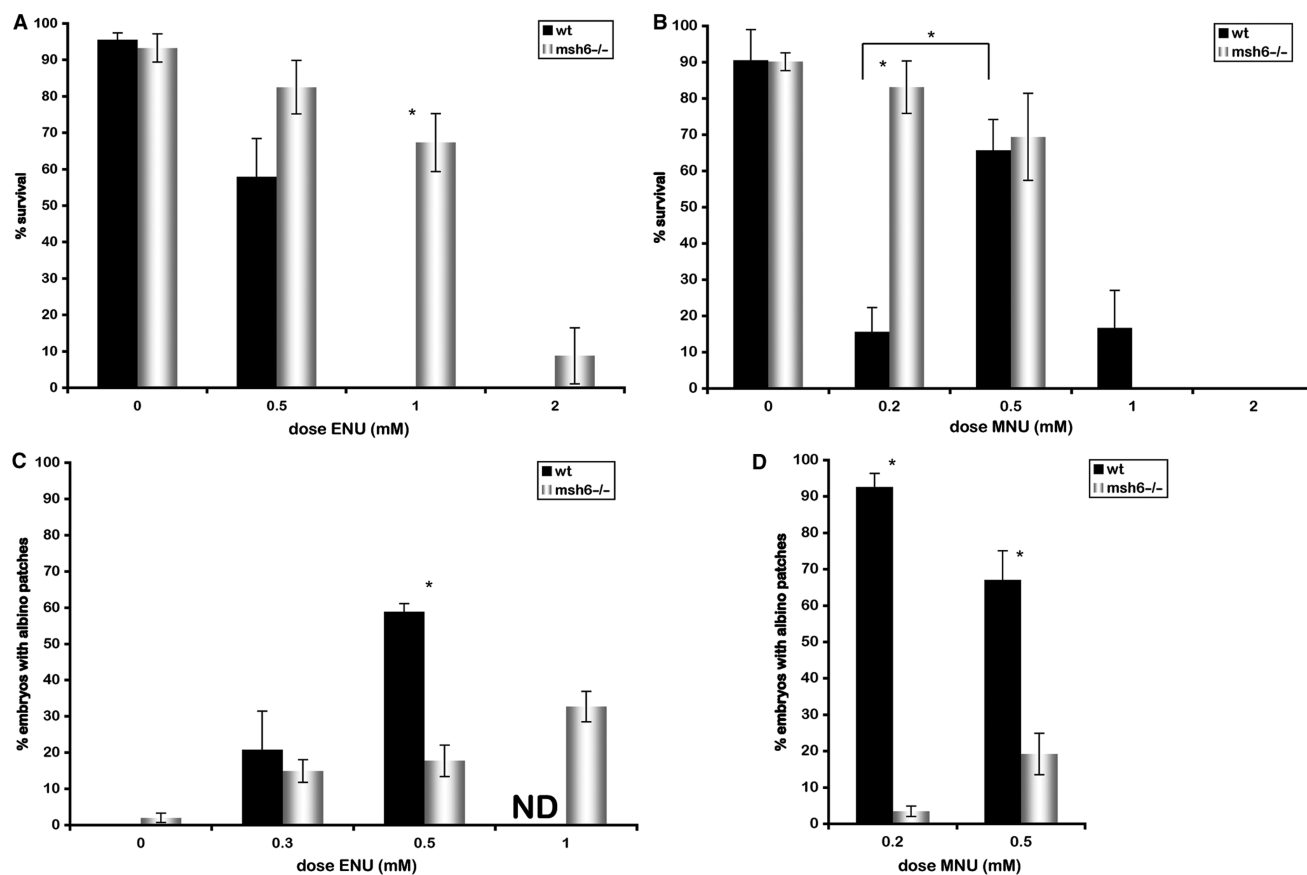 A
% survival
100
90
80
70
60
50
40
30
20
10
0
wt
msh6–/–
*
0 0.5 1 2
dose ENU (mM)
B
% survival
100
90
80
70
60
50
40
30
20
10
0
wt
msh6–/–
*
*
0 0.2 0.5 1 2
dose MNU (mM)
C
% embryos with albino patches
100
90
80
70
60
50
40
30
20
10
0
wt
msh6–/–
*
ND
0 0.3 0.5 1
dose ENU (mM)
D
% embryos with albino patches
100
90
80
70
60
50
40
30
20
10
0
wt
msh6–/–
*
*
0.2 0.5
dose MNU (mM)